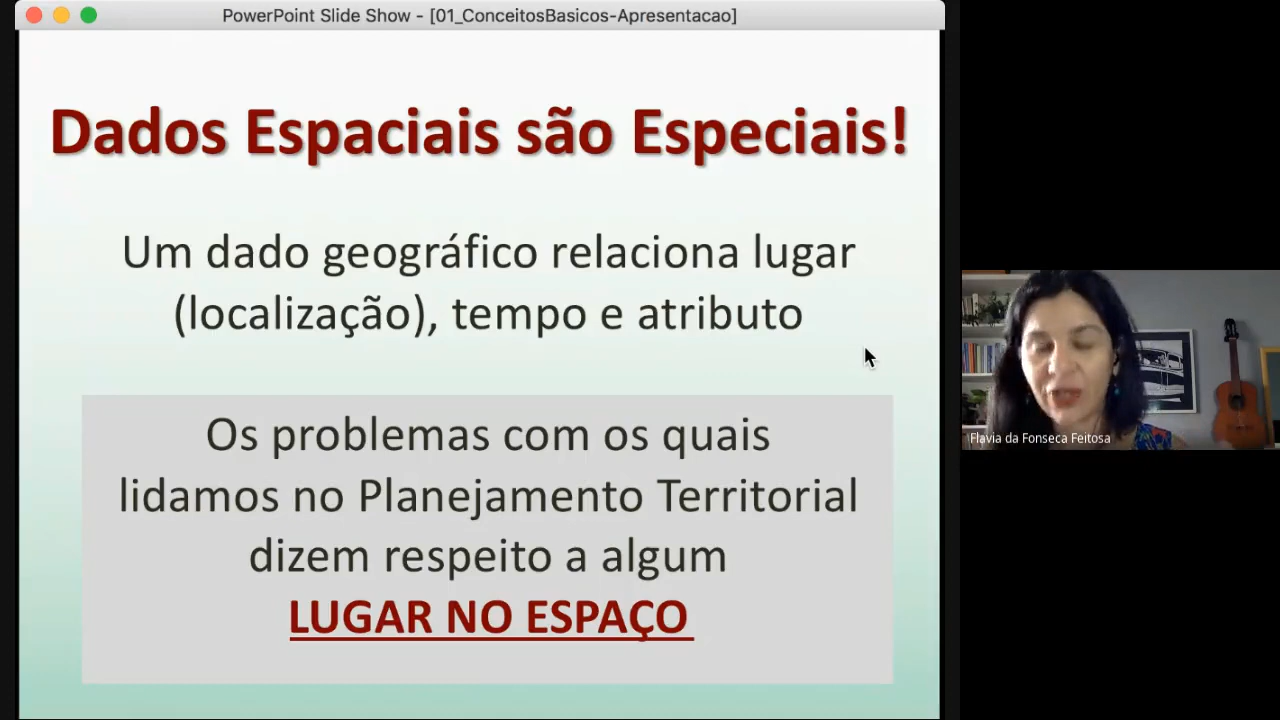 PowerPoint Slide Show - [01_ConceitosBasicos-Apresentacao]
Dados Espaciais são Especiais!
Um dado geográfico relaciona lugar
(localização), tempo e atributo
Os problemas com os quais
lidamos no Planejamento Territorial
dizem respeito a algum
LUGAR NO ESPAÇO
Flavia da Fonseca Feitosa